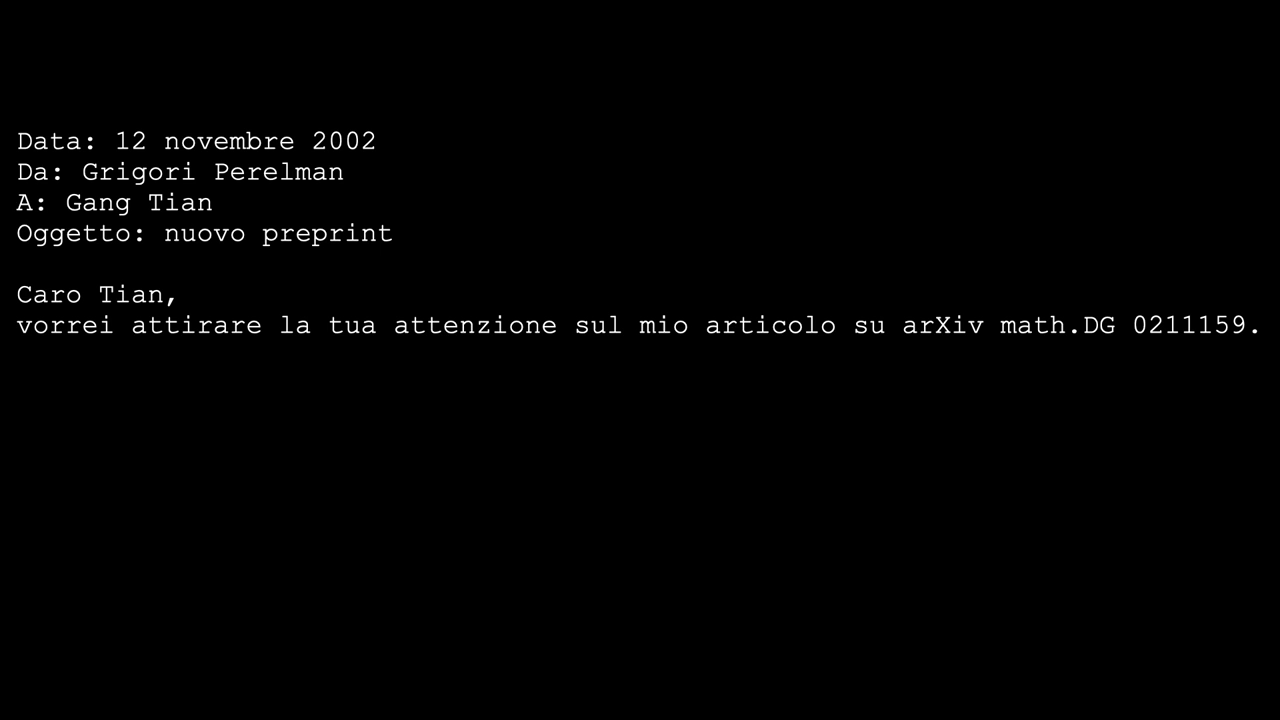 Data: 12 novembre 2002
Da: Grigori Perelman
A: Gang Tian
Oggetto: nuovo preprint
Caro Tian,
vorrei attirare la tua attenzione sul mio articolo su arXiv math.DG 0211159.